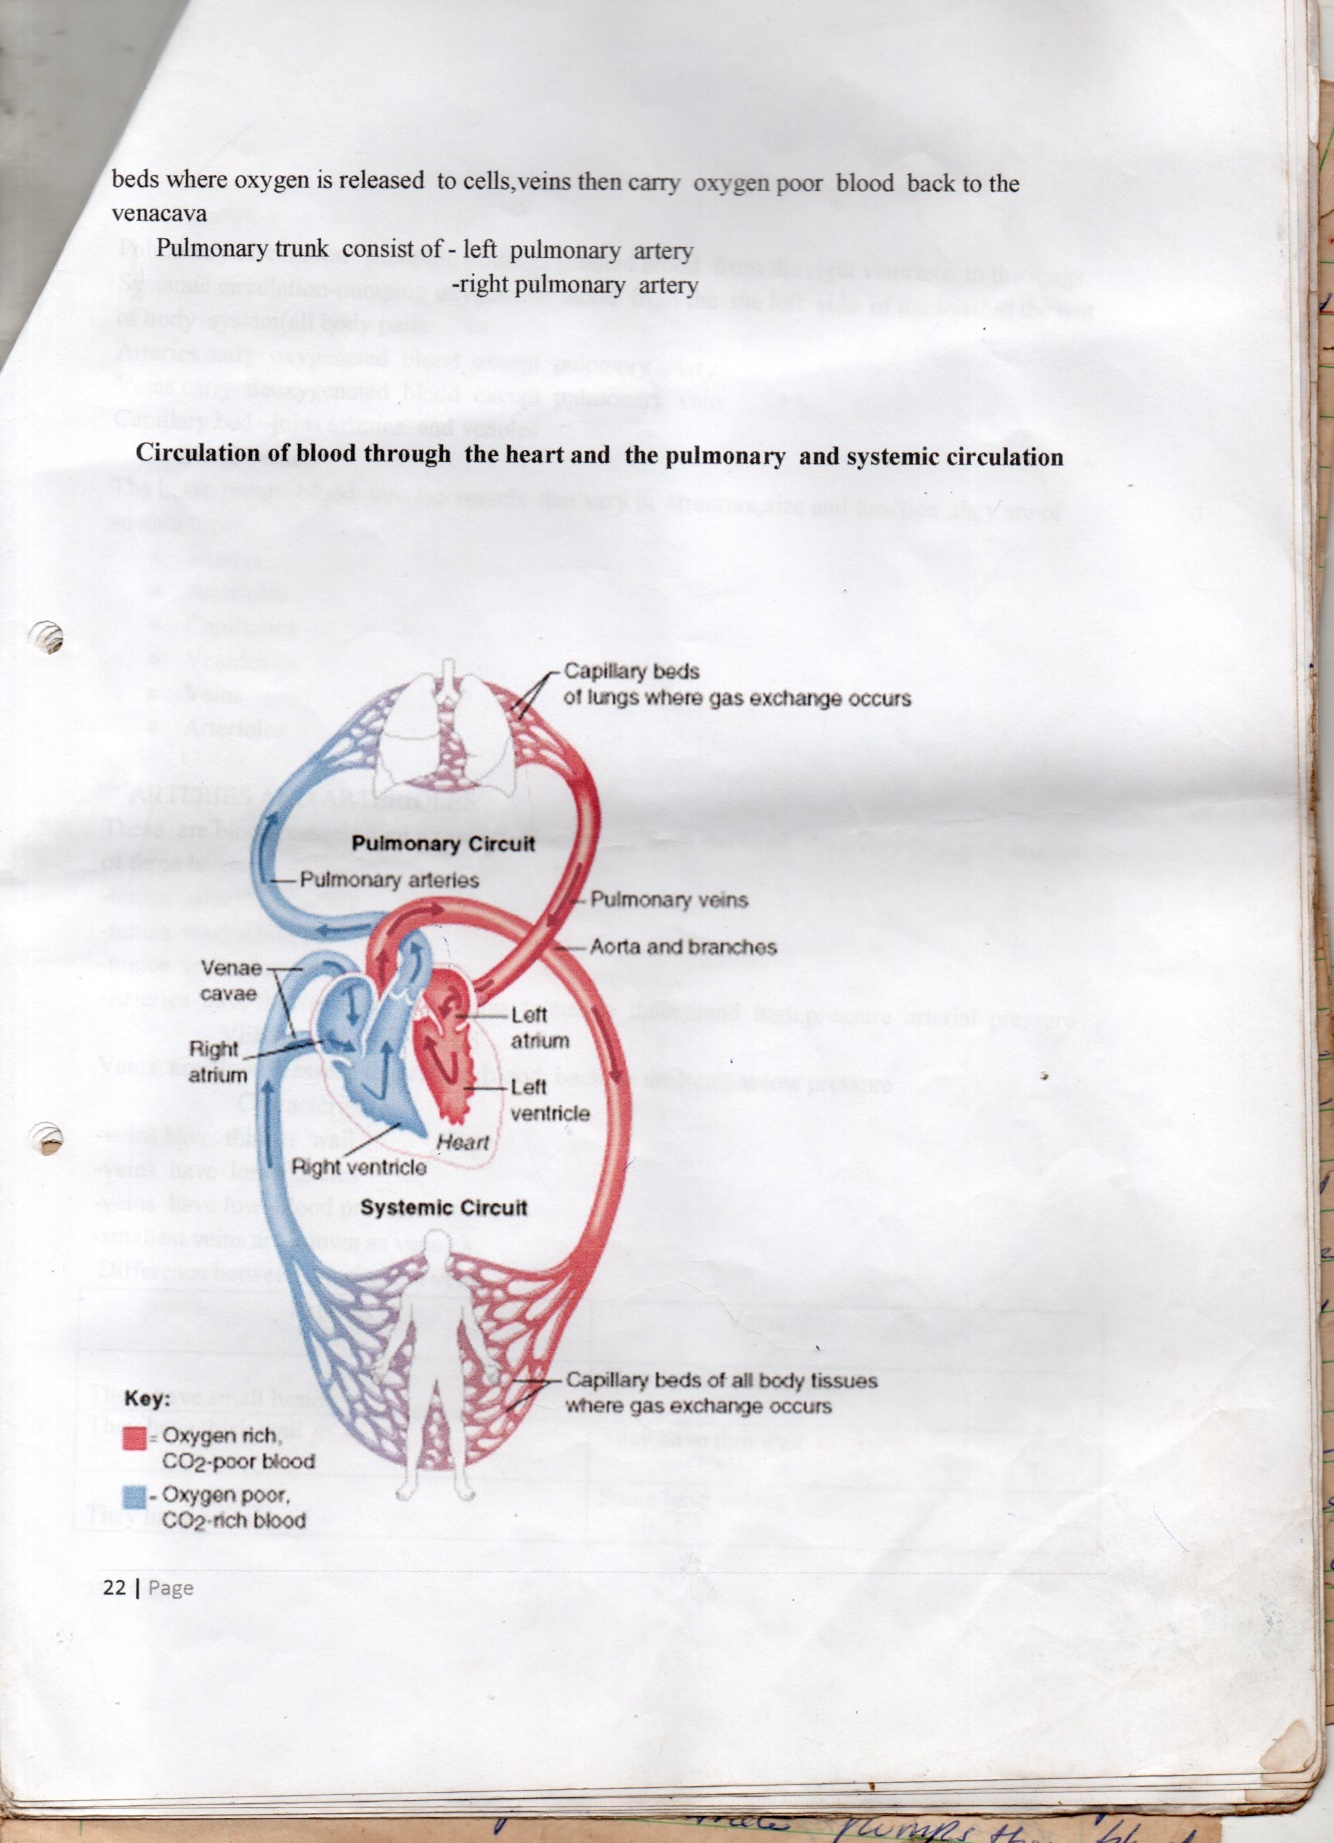 beds where oxygen is released to cells,veins then carry oxygen poor blood back to the
venacava
Pulmonary trunk consist of - left pulmonary artery
-right pulmonary artery
Circulation of blood through the heart and the pulmonary and systemic circulation
Capillary beds
of lungs where gas exchange occurs
Pulmonary Circuit
Pulmonary arteries
Pulmonary veins
Aorta and branches
Venae
cavae
Left
atrium
Right
atrium
Left
ventricle
Heart
Right ventricle
Systemic Circuit
Capillary beds of all body tissues
where gas exchange occurs
Key:
= Oxygen rich,
CO2-poor blood
- Oxygen poor,
CO2-rich blood
22 | Page